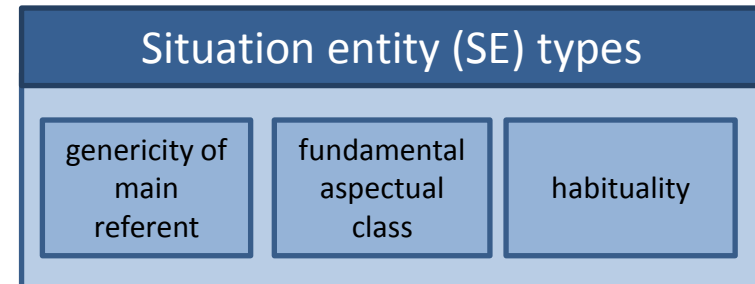 Situation entity (SE) types
genericity of
main
referent
fundamental
aspectual
class
habituality